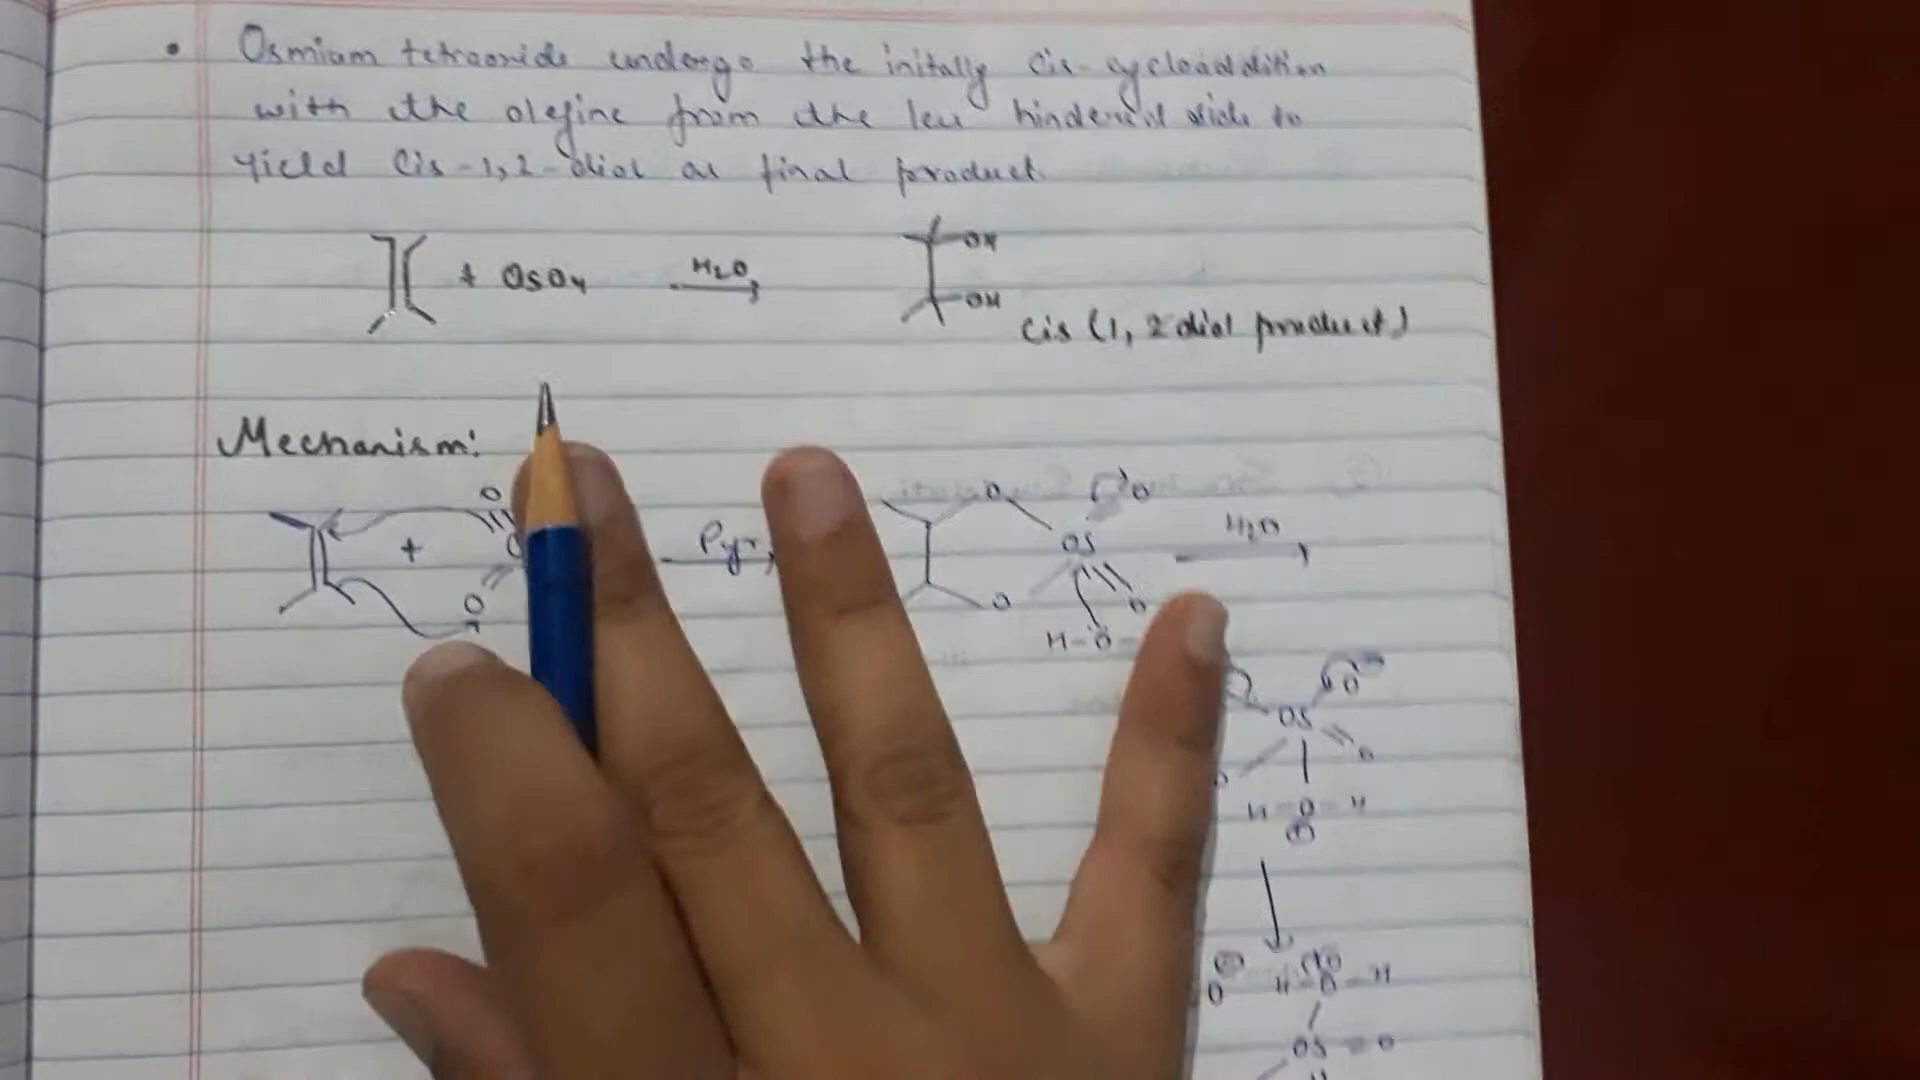 • Osmium tetraoxide undergo the initally Cis-cycloaddition
with the olefine from the less hindered side to
yield Cis-1,2-diol as final product.
+ OsO4 H2O OH
OH
Cis (1, 2 diol product)
Mechanism:
O O O
+ Pyr OS H2O
O O O
H-Ö
O
OS
O
H O H
⊕
⊖
O H-O-H
OS O